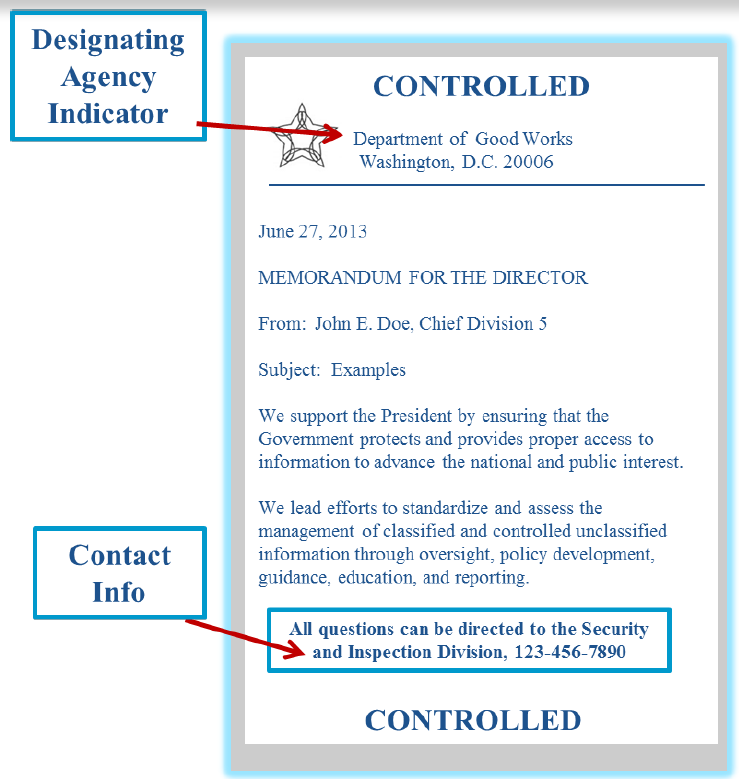 Designating
Agency
Indicator
CONTROLLED
Department of Good Works
Washington, D.C. 20006
June 27, 2013
MEMORANDUM FOR THE DIRECTOR
From: John E. Doe, Chief Division 5
Subject: Examples
We support the President by ensuring that the
Government protects and provides proper access to
information to advance the national and public interest.
We lead efforts to standardize and assess the
management of classified and controlled unclassified
information through oversight, policy development,
guidance, education, and reporting.
Contact
Info
All questions can be directed to the Security
and Inspection Division, 123-456-7890
CONTROLLED